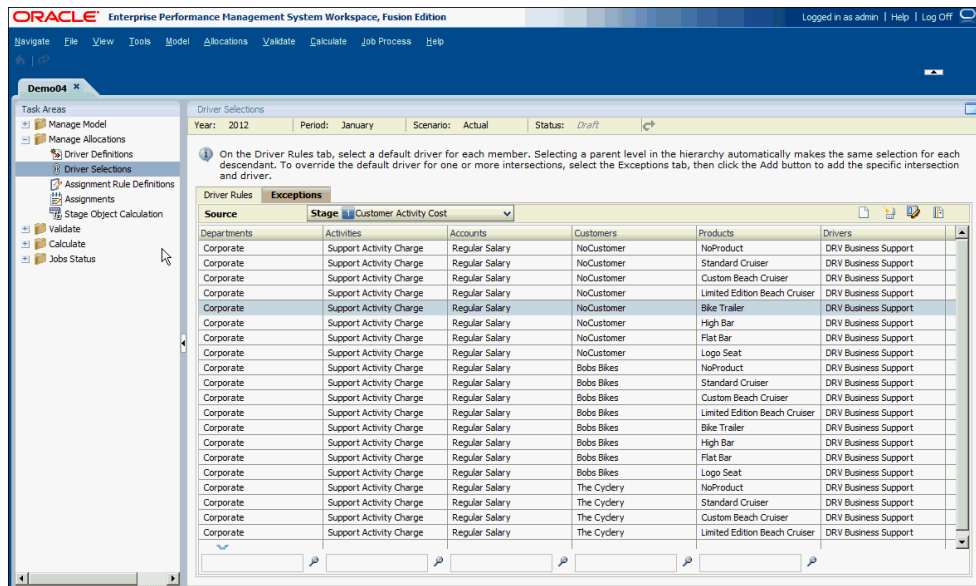 ORACLE Enterprise Performance Management System Workspace, Fusion Edition
Logged in as admin | Help | Log Off
Navigate File View Tools Model Allocations Validate Calculate Job Process Help
Demo04
Task Areas
Manage Model
Manage Allocations
Driver Definitions
Driver Selections
Assignment Rule Definitions
Assignments
Stage Object Calculation
Validate
Calculate
Jobs Status
Driver Selections
Year: 2012 Period: January Scenario: Actual Status: Draft
On the Driver Rules tab, select a default driver for each member. Selecting a parent level in the hierarchy automatically makes the same selection for each
descendant. To override the default driver for one or more intersections, select the Exceptions tab, then click the Add button to add the specific intersection
and driver.
Driver Rules Exceptions
Source Stage Customer Activity Cost
Departments Activities Accounts Customers Products Drivers
Corporate Support Activity Charge Regular Salary NoCustomer NoProduct DRV Business Support
Corporate Support Activity Charge Regular Salary NoCustomer Standard Cruiser DRV Business Support
Corporate Support Activity Charge Regular Salary NoCustomer Custom Beach Cruiser DRV Business Support
Corporate Support Activity Charge Regular Salary NoCustomer Limited Edition Beach Cruiser DRV Business Support
Corporate Support Activity Charge Regular Salary NoCustomer Bike Trailer DRV Business Support
Corporate Support Activity Charge Regular Salary NoCustomer High Bar DRV Business Support
Corporate Support Activity Charge Regular Salary NoCustomer Flat Bar DRV Business Support
Corporate Support Activity Charge Regular Salary NoCustomer Logo Seat DRV Business Support
Corporate Support Activity Charge Regular Salary Bobs Bikes NoProduct DRV Business Support
Corporate Support Activity Charge Regular Salary Bobs Bikes Standard Cruiser DRV Business Support
Corporate Support Activity Charge Regular Salary Bobs Bikes Custom Beach Cruiser DRV Business Support
Corporate Support Activity Charge Regular Salary Bobs Bikes Limited Edition Beach Cruiser DRV Business Support
Corporate Support Activity Charge Regular Salary Bobs Bikes Bike Trailer DRV Business Support
Corporate Support Activity Charge Regular Salary Bobs Bikes High Bar DRV Business Support
Corporate Support Activity Charge Regular Salary Bobs Bikes Flat Bar DRV Business Support
Corporate Support Activity Charge Regular Salary Bobs Bikes Logo Seat DRV Business Support
Corporate Support Activity Charge Regular Salary The Cyclery NoProduct DRV Business Support
Corporate Support Activity Charge Regular Salary The Cyclery Standard Cruiser DRV Business Support
Corporate Support Activity Charge Regular Salary The Cyclery Custom Beach Cruiser DRV Business Support
Corporate Support Activity Charge Regular Salary The Cyclery Limited Edition Beach Cruiser DRV Business Support